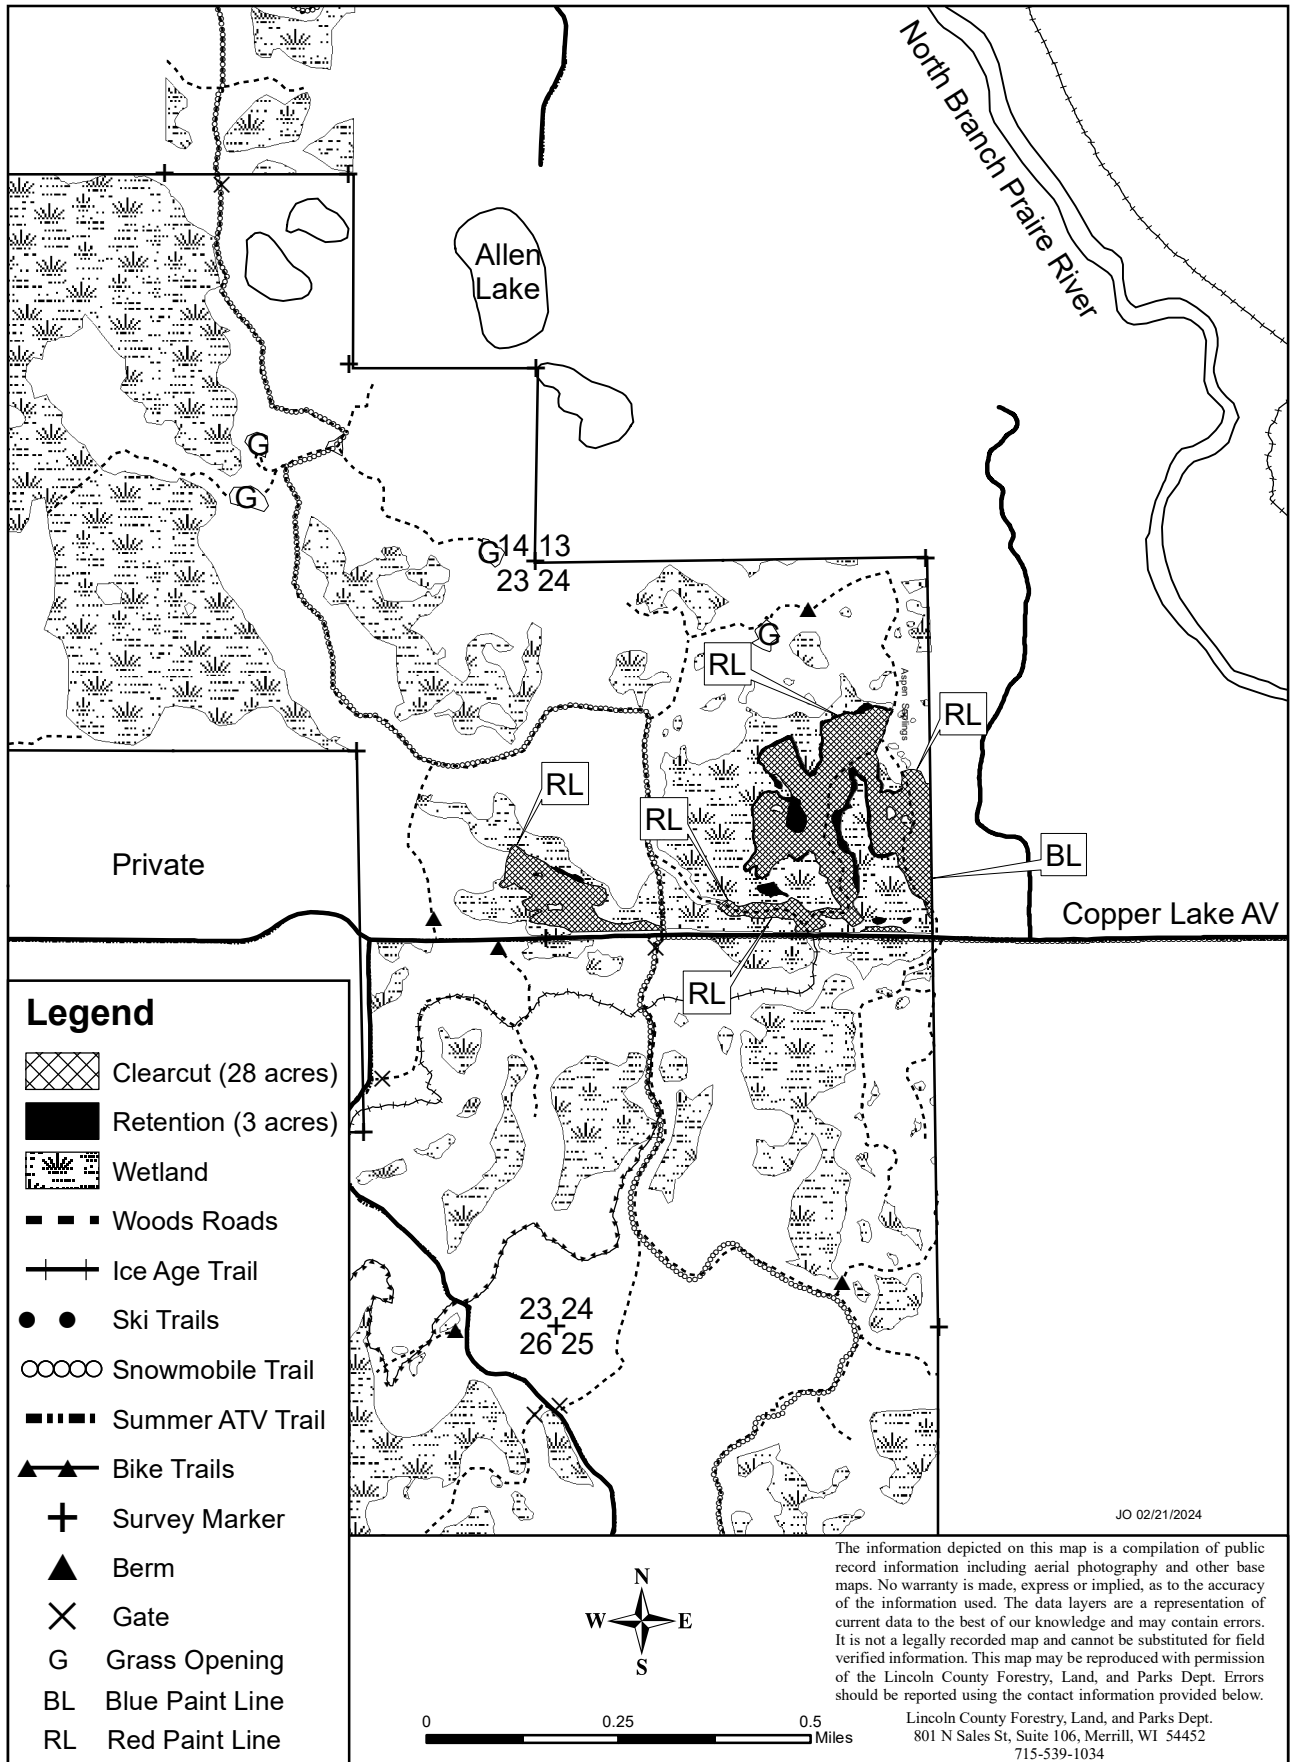 North Branch Praire River
Allen
Lake
G
G
G
14 13
23 24
G
RL
Aspen Saplings
RL
RL
RL
BL
Private
Copper Lake AV
RL
23 24
26 25
Legend
Clearcut (28 acres)
Retention (3 acres)
Wetland
Woods Roads
Ice Age Trail
Ski Trails
Snowmobile Trail
Summer ATV Trail
Bike Trails
Survey Marker
Berm
Gate
G Grass Opening
BL Blue Paint Line
RL Red Paint Line
JO 02/21/2024
N
W E
S
0 0.25 0.5
Miles
The information depicted on this map is a compilation of public
record information including aerial photography and other base
maps. No warranty is made, express or implied, as to the accuracy
of the information used. The data layers are a representation of
current data to the best of our knowledge and may contain errors.
It is not a legally recorded map and cannot be substituted for field
verified information. This map may be reproduced with permission
of the Lincoln County Forestry, Land, and Parks Dept. Errors
should be reported using the contact information provided below.
Lincoln County Forestry, Land, and Parks Dept.
801 N Sales St, Suite 106, Merrill, WI 54452
715-539-1034